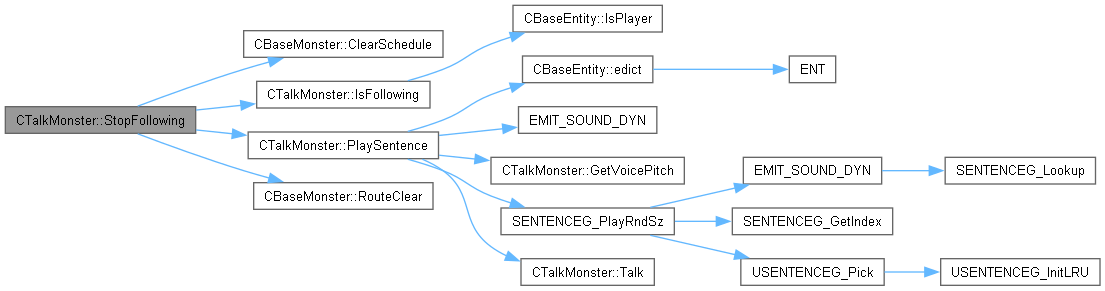 CTalkMonster::StopFollowing
CBaseMonster::ClearSchedule
CTalkMonster::IsFollowing
CTalkMonster::PlaySentence
CBaseMonster::RouteClear
CBaseEntity::IsPlayer
CBaseEntity::edict
EMIT_SOUND_DYN
CTalkMonster::GetVoicePitch
SENTENCEG_PlayRndSz
CTalkMonster::Talk
ENT
EMIT_SOUND_DYN
SENTENCEG_GetIndex
USENTENCEG_Pick
SENTENCEG_Lookup
USENTENCEG_InitLRU